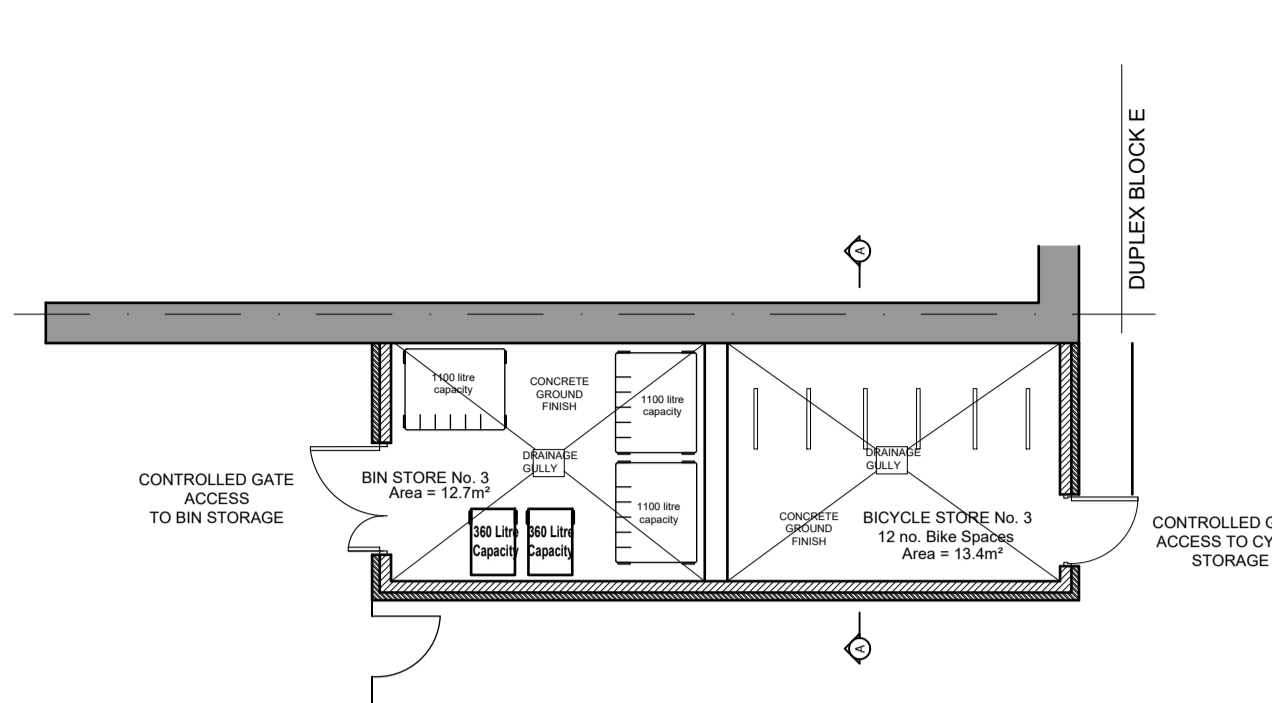 DUPLEX BLOCK E
A
1100 litre
capacity
CONCRETE
GROUND
FINISH
1100 litre
capacity
DRAINAGE
GULLY
DRAINAGE
GULLY
CONTROLLED GATE
ACCESS
TO BIN STORAGE
BIN STORE No. 3
Area = 12.7m²
1100 litre
capacity
360 Litre
Capacity
360 Litre
Capacity
CONCRETE
GROUND
FINISH
BICYCLE STORE No. 3
12 no. Bike Spaces
Area = 13.4m²
CONTROLLED G
ACCESS TO CY
STORAGE
A